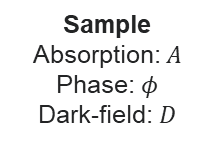 Sample
Absorption: A
Phase: ϕ
Dark-field: D